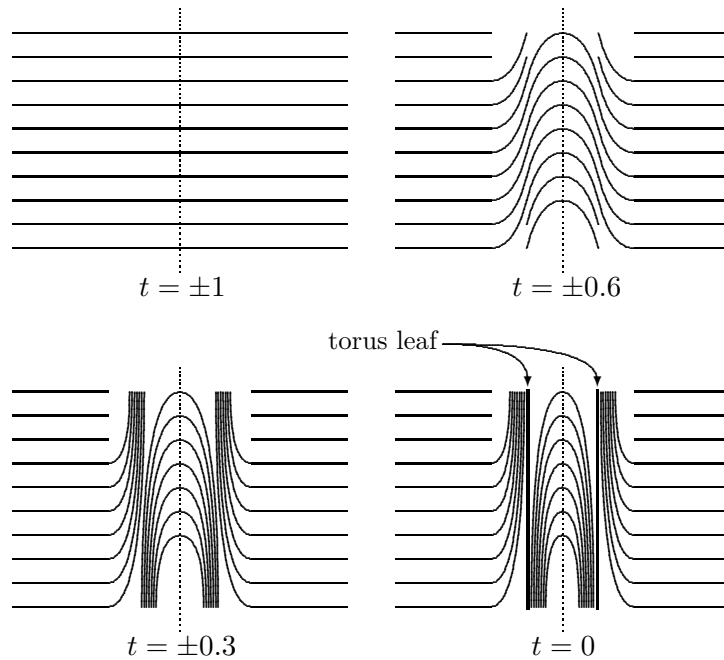 t = ±1
t = ±0.6
torus leaf
t = ±0.3
t = 0